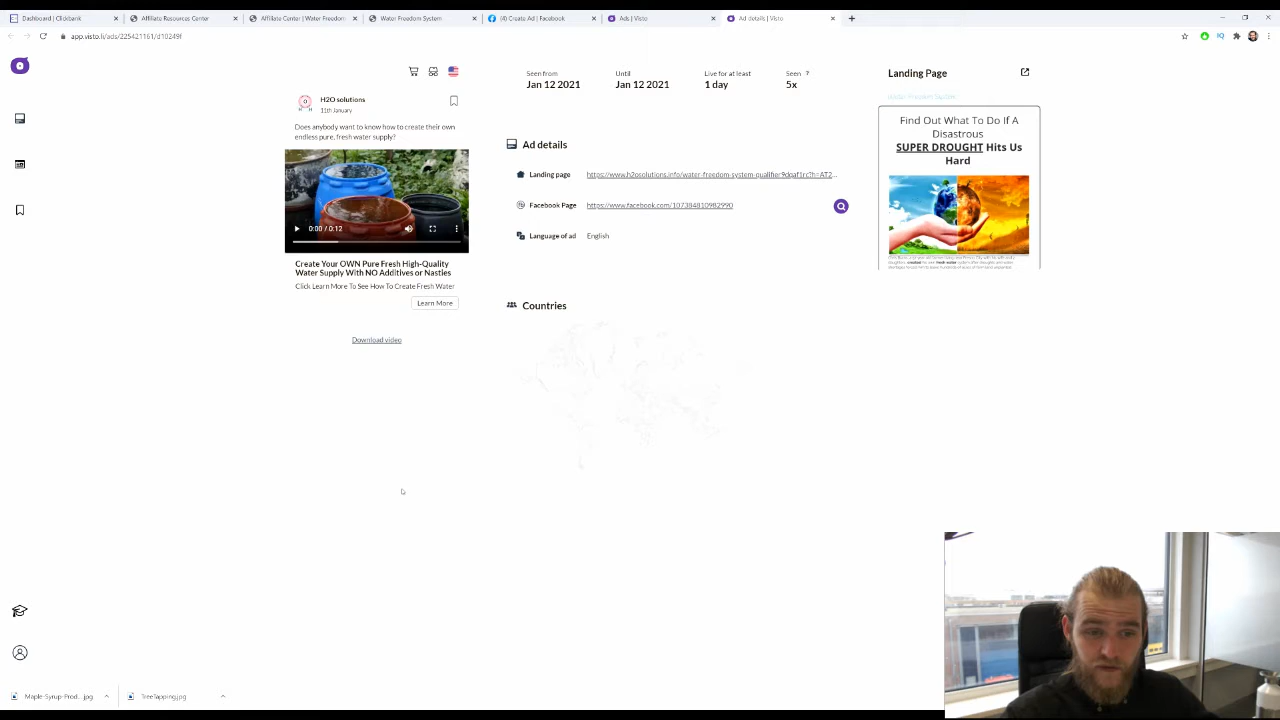 Dashboard | Clickbank
Affiliate Resources Center
Affiliate Center | Water Freedom
Water Freedom System
(4) Create Ad | Facebook
Ads | Visto
Ad details | Visto
app.visto.li/ads/225421161/d10249f
H2O solutions
11th January
Does anybody want to know how to create their own
endless pure, fresh water supply?
0:00 / 0:12
Create Your OWN Pure Fresh High-Quality
Water Supply With NO Additives or Nasties
Click Learn More To See How To Create Fresh Water
Learn More
Download video
Seen from
Jan 12 2021
Until
Jan 12 2021
Live for at least
1 day
Seen ?
5x
Ad details
Landing page
https://www.h2osolutions.info/water-freedom-system-qualifier9dqaf1rc?h=AT2...
Facebook Page
https://www.facebook.com/107384810982990
Language of ad
English
Countries
Landing Page
Water Freedom System
Find Out What To Do If A
Disastrous
SUPER DROUGHT Hits Us
Hard
Maple-Syrup-Prod....jpg
TreeTapping.jpg